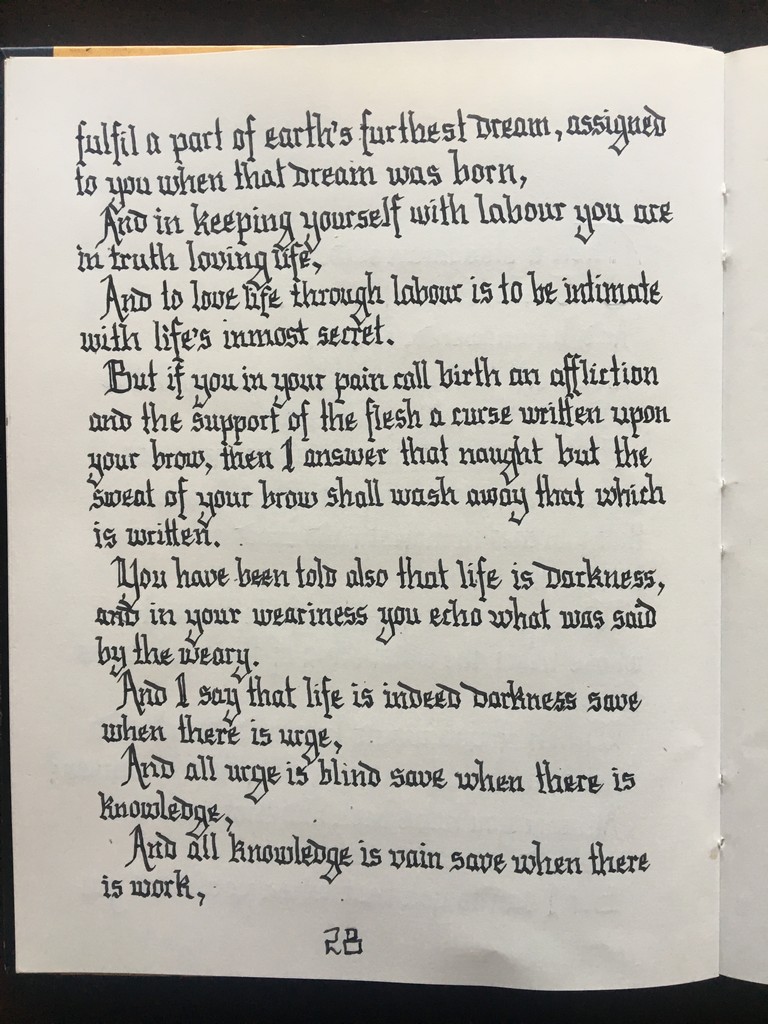 fulfil a part of earth's furthest dream, assigned
to you when that dream was born,
And in keeping yourself with labour you are
in truth loving life,
And to love life through labour is to be intimate
with life's inmost secret.
But if you in your pain call birth an affliction
and the support of the flesh a curse written upon
your brow, then I answer that naught but the
sweat of your brow shall wash away that which
is written.
You have been told also that life is darkness,
and in your weariness you echo what was said
by the weary.
And I say that life is indeed darkness save
when there is urge,
And all urge is blind save when there is
knowledge,
And all knowledge is vain save when there
is work,
28